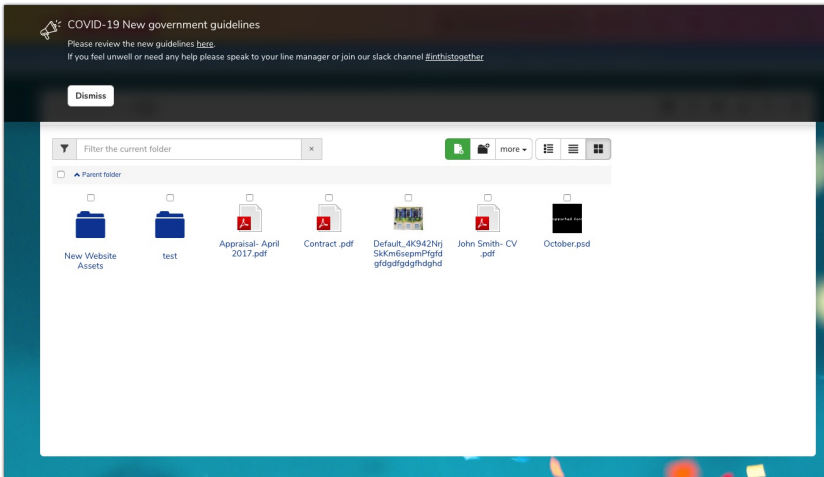 COVID-19 New government guidelines
Please review the new guidelines here.
If you feel unwell or need any help please speak to your line manager or join our slack channel #inthistogether
Dismiss
Filter the current folder
×
more
Parent folder
New Website
Assets
test
Appraisal- April
2017.pdf
Contract .pdf
Default_4K942Nrj
SkKm6sepmPfgfd
gfdgdfgdgfhdghd
John Smith- CV
.pdf
October.psd